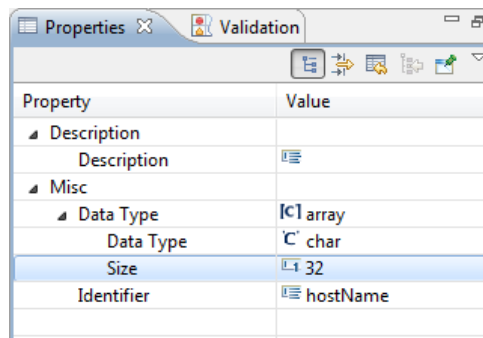 Properties Validation
Property Value
Description
Description
Misc
Data Type [C] array
Data Type 'C' char
Size 32
Identifier hostName